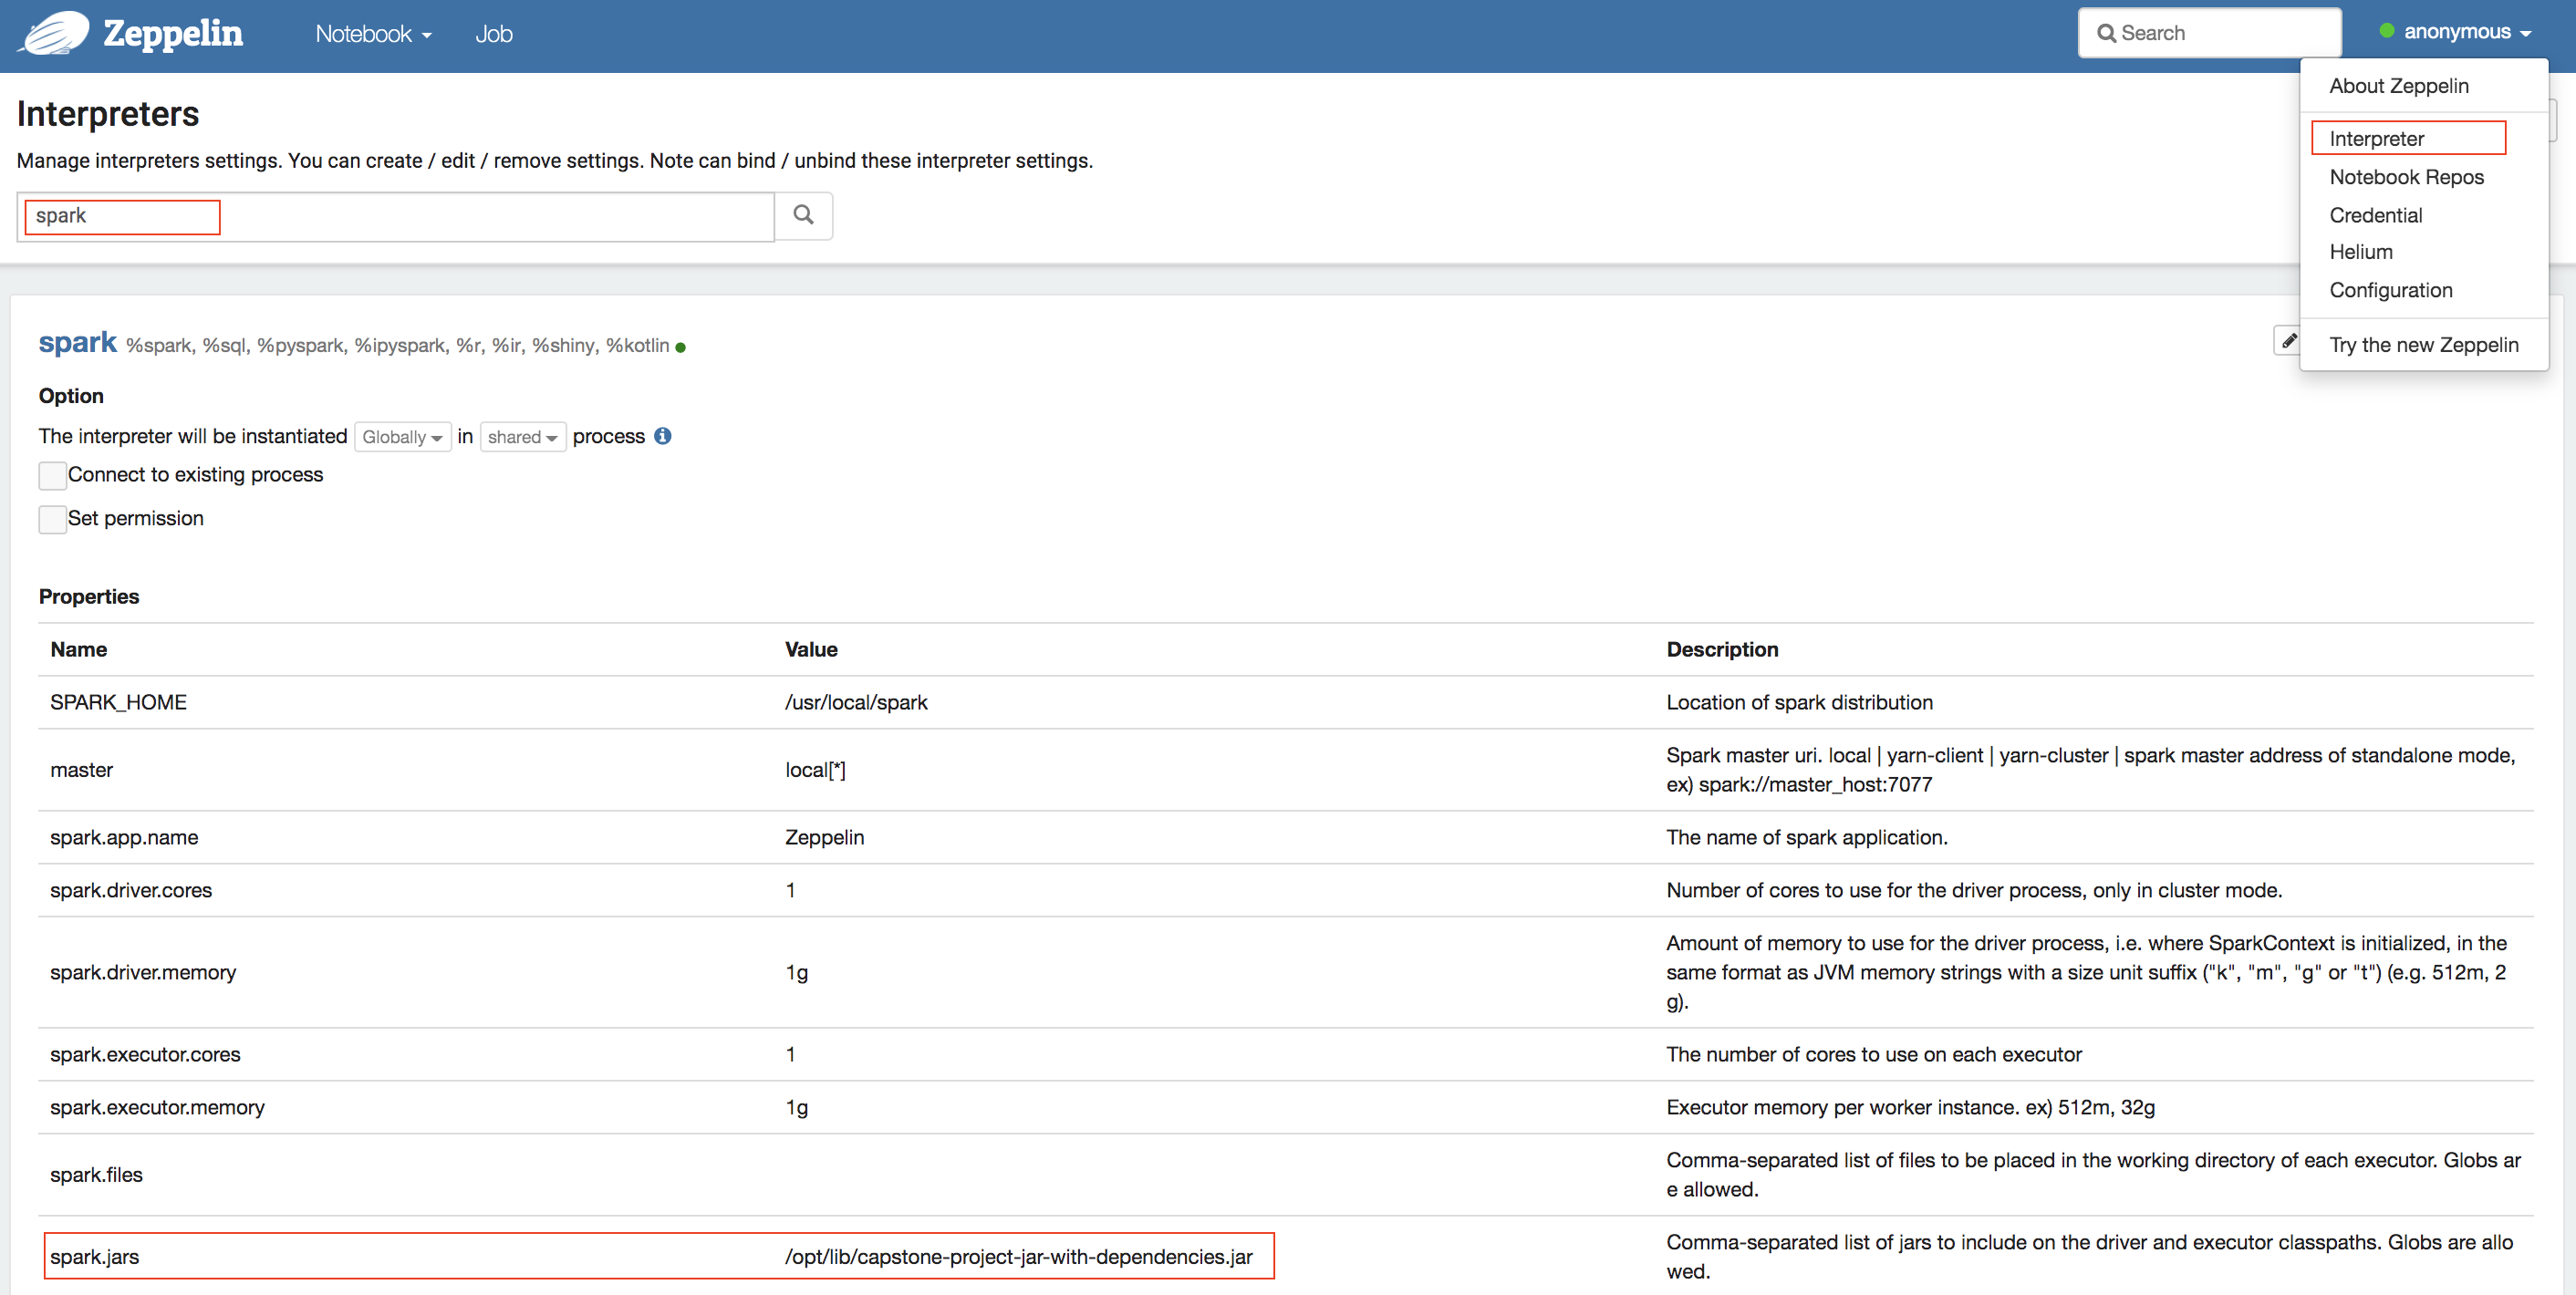 Zeppelin
Notebook
Job
Search
anonymous
About Zeppelin
Interpreter
Notebook Repos
Credential
Helium
Configuration
Try the new Zeppelin
Interpreters
Manage interpreters settings. You can create / edit / remove settings. Note can bind / unbind these interpreter settings.
spark
spark %spark, %sql, %pyspark, %ipyspark, %r, %ir, %shiny, %kotlin
Option
The interpreter will be instantiated Globally in shared process
Connect to existing process
Set permission
Properties
Name Value Description
SPARK_HOME /usr/local/spark Location of spark distribution
master local[*] Spark master uri. local | yarn-client | yarn-cluster | spark master address of standalone mode,
ex) spark://master_host:7077
spark.app.name Zeppelin The name of spark application.
spark.driver.cores 1 Number of cores to use for the driver process, only in cluster mode.
spark.driver.memory 1g Amount of memory to use for the driver process, i.e. where SparkContext is initialized, in the
same format as JVM memory strings with a size unit suffix ("k", "m", "g" or "t") (e.g. 512m, 2
g).
spark.executor.cores 1 The number of cores to use on each executor
spark.executor.memory 1g Executor memory per worker instance. ex) 512m, 32g
spark.files Comma-separated list of files to be placed in the working directory of each executor. Globs ar
e allowed.
spark.jars /opt/lib/capstone-project-jar-with-dependencies.jar Comma-separated list of jars to include on the driver and executor classpaths. Globs are allo
wed.